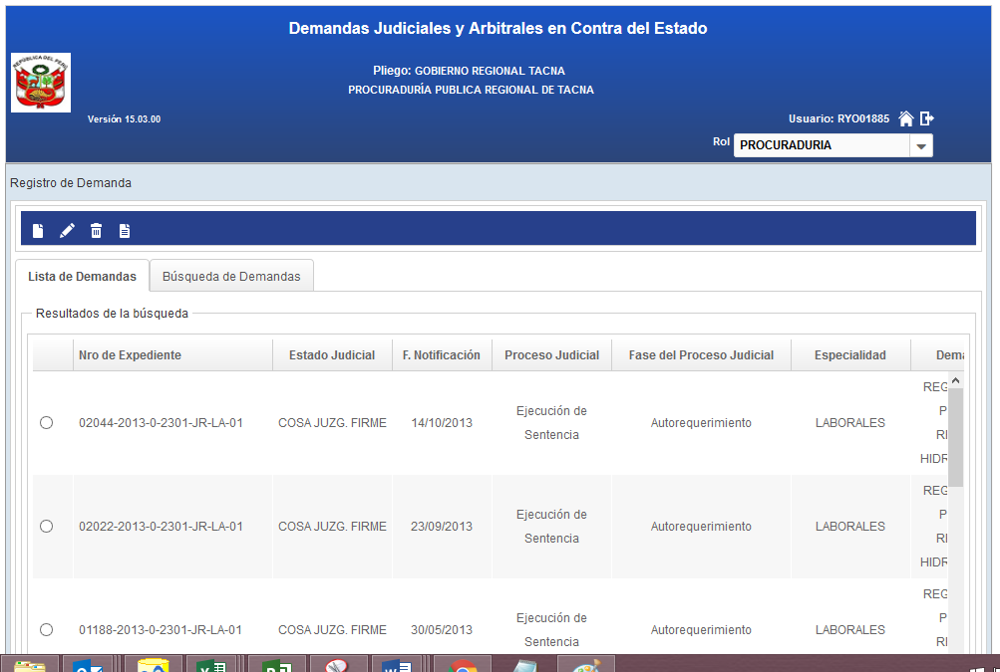 Demandas Judiciales y Arbitrales en Contra del Estado
REPÚBLICA DEL PERÚ
Pliego: GOBIERNO REGIONAL TACNA
PROCURADURÍA PUBLICA REGIONAL DE TACNA
Versión 15.03.00
Usuario: RYO01885
Rol PROCURADURIA
Registro de Demanda
Lista de Demandas Búsqueda de Demandas
Resultados de la búsqueda
Nro de Expediente Estado Judicial F. Notificación Proceso Judicial Fase del Proceso Judicial Especialidad Dema
02044-2013-0-2301-JR-LA-01 COSA JUZG. FIRME 14/10/2013 Ejecución de Sentencia Autorequerimiento LABORALES
REG
P
RE
HIDR
02022-2013-0-2301-JR-LA-01 COSA JUZG. FIRME 23/09/2013 Ejecución de Sentencia Autorequerimiento LABORALES
REG
P
RE
HIDR
01188-2013-0-2301-JR-LA-01 COSA JUZG. FIRME 30/05/2013 Ejecución de Sentencia Autorequerimiento LABORALES
REG
P
RE